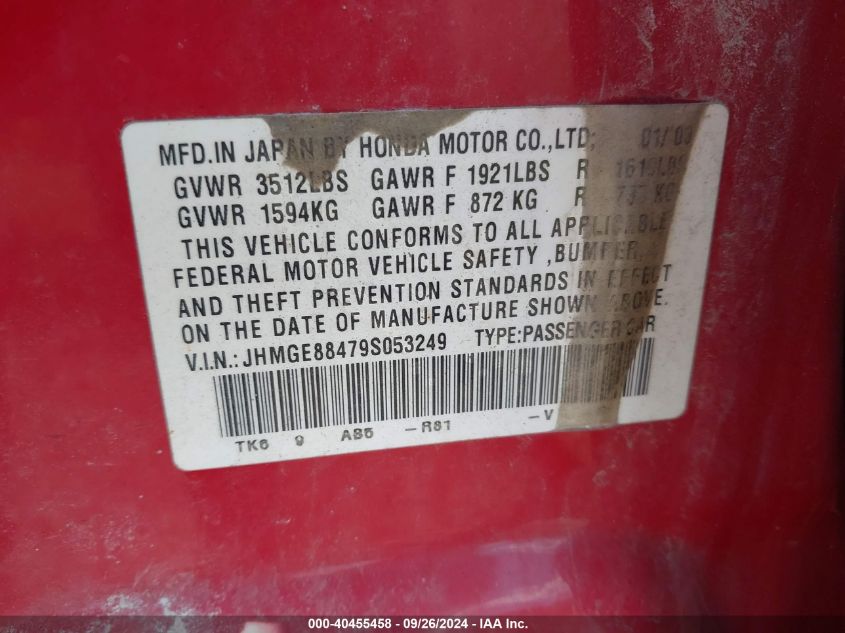 MFD.IN JAPAN BY HONDA MOTOR CO.,LTD;
GVWR 3512LBS GAWR F 1921LBS R
GVWR 1594KG GAWR F 872 KG R KG
THIS VEHICLE CONFORMS TO ALL APPLICABLE
FEDERAL MOTOR VEHICLE SAFETY ,BUMPER,
AND THEFT PREVENTION STANDARDS IN EFFECT
ON THE DATE OF MANUFACTURE SHOWN ABOVE.
V.I.N.: JHMGE88479S053249 TYPE:PASSENGER CAR
TK6 9 AB5 -R81 -V
000-40455458 - 09/26/2024 - IAA Inc.